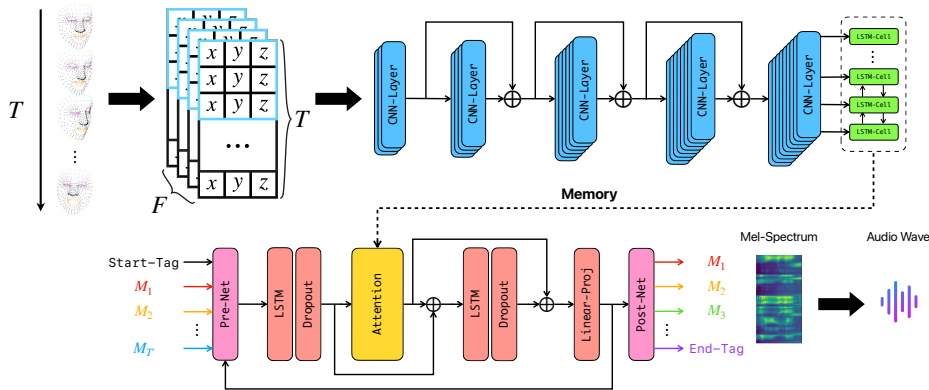 T
x y z
x y z
x y z
...
x y z
T
F
CNN-Layer
CNN-Layer
CNN-Layer
CNN-Layer
CNN-Layer
LSTM-Cell
LSTM-Cell
LSTM-Cell
LSTM-Cell
Memory
Start-Tag
M1
M2
MT'
Pre-Net
LSTM
Dropout
Attention
LSTM
Dropout
Linear-Proj
Post-Net
M1
M2
M3
End-Tag
Mel-Spectrum
Audio Wave